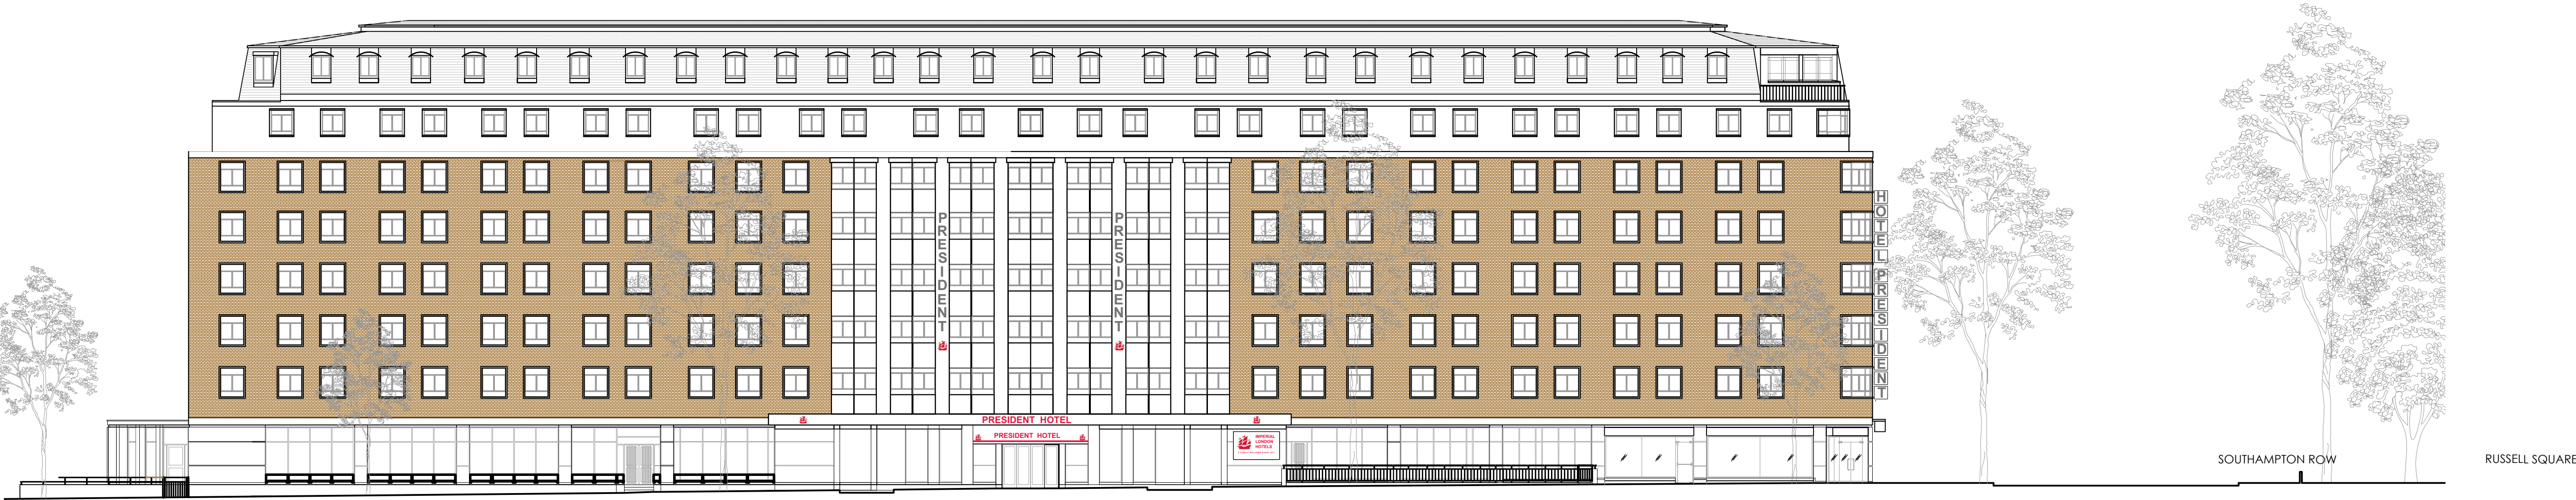 PRESIDENT
PRESIDENT
HOTEL PRESIDENT
PRESIDENT HOTEL
PRESIDENT HOTEL
IMPERIAL
LONDON
HOTELS
SOUTHAMPTON ROW
RUSSELL SQUARE